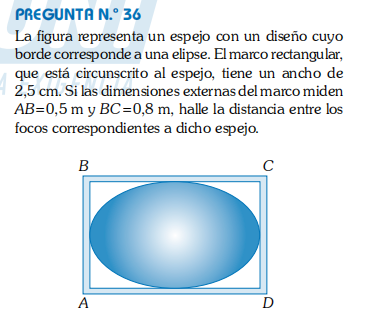 PREGUNTA N.º 36
La figura representa un espejo con un diseño cuyo
borde corresponde a una elipse. El marco rectangular,
que está circunscrito al espejo, tiene un ancho de
2,5 cm. Si las dimensiones externas del marco miden
AB=0,5 m y BC=0,8 m, halle la distancia entre los
focos correspondientes a dicho espejo.
B C
A D